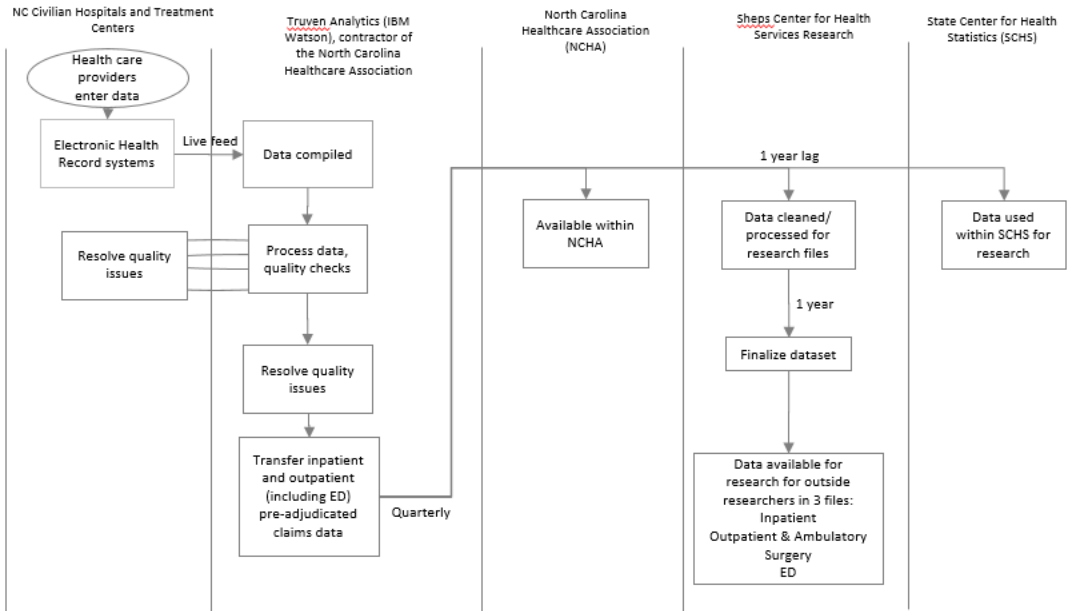 NC Civilian Hospitals and Treatment
Centers
Truven Analytics (IBM
Watson), contractor of
the North Carolina
Healthcare Association
North Carolina
Healthcare Association
(NCHA)
Sheps Center for Health
Services Research
State Center for Health
Statistics (SCHS)
Health care
providers
enter data
Electronic Health
Record systems
Live feed
Data compiled
1 year lag
Resolve quality
issues
Process data,
quality checks
Available within
NCHA
Data cleaned/
processed for
research files
Data used
within SCHS for
research
1 year
Resolve quality
issues
Finalize dataset
Transfer inpatient
and outpatient
(including ED)
pre-adjudicated
claims data
Quarterly
Data available for
research for outside
researchers in 3 files:
Inpatient
Outpatient & Ambulatory
Surgery
ED